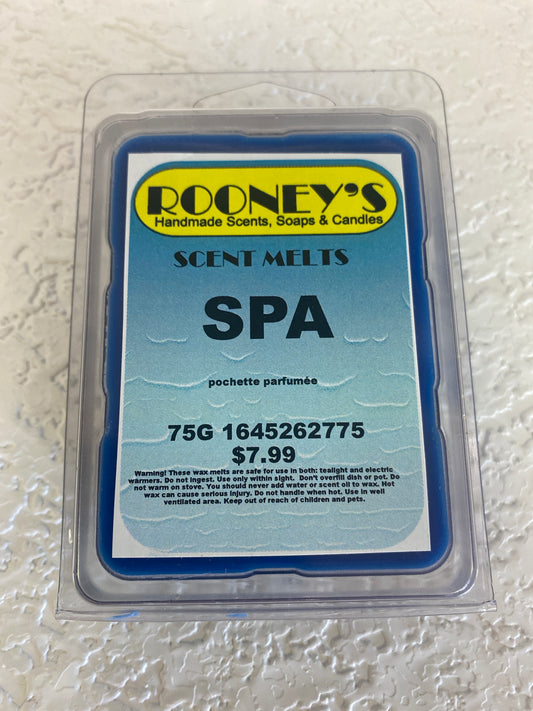 ROONEY'S
Handmade Scents, Soaps & Candles
SCENT MELTS
SPA
pochette parfumée
75G 1645262775
$7.99
Warning! These wax melts are safe for use in both: tealight and electric
warmers. Do not ingest. Use only within sight. Don't overfill dish or pot. Do
not warm on stove. You should never add water or scent oil to wax. Hot
wax can cause serious injury. Do not handle when hot. Use in well
ventilated area. Keep out of reach of children and pets.